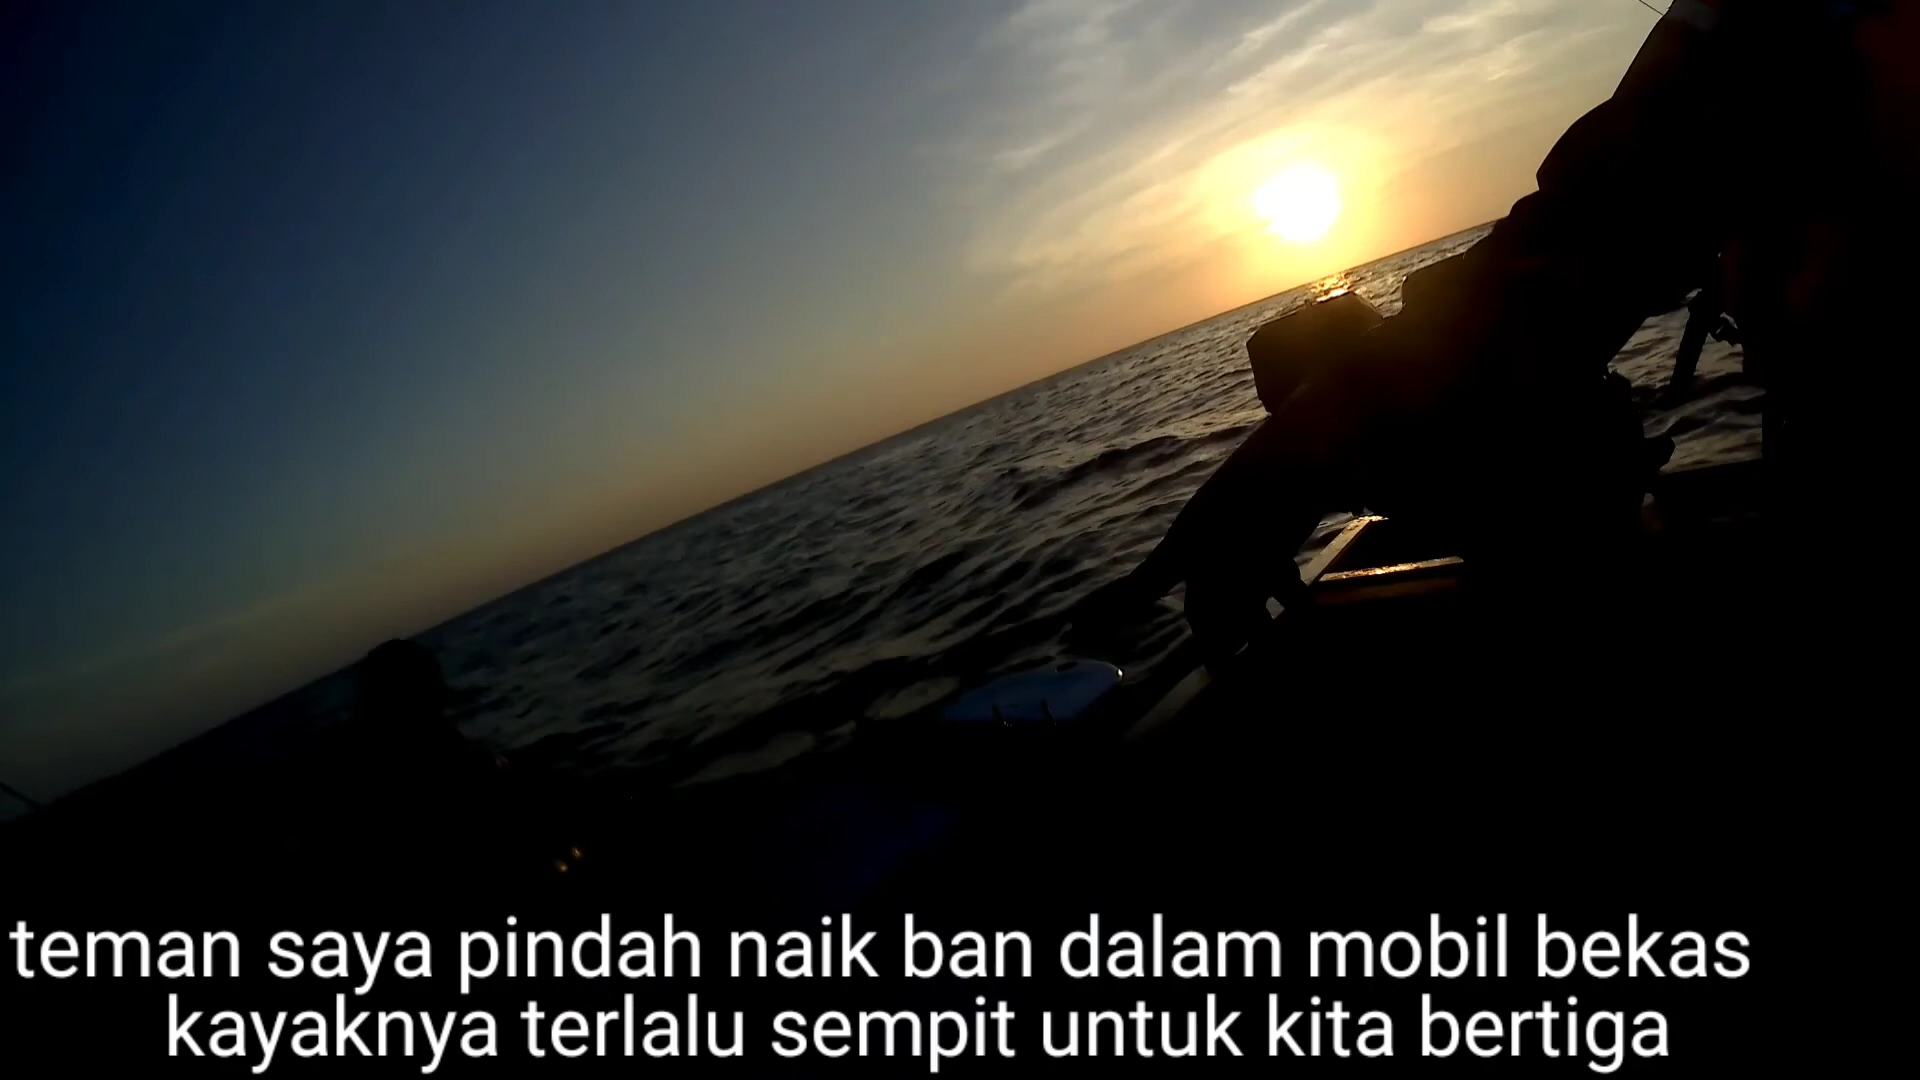 teman saya pindah naik ban dalam mobil bekas
kayaknya terlalu sempit untuk kita bertiga